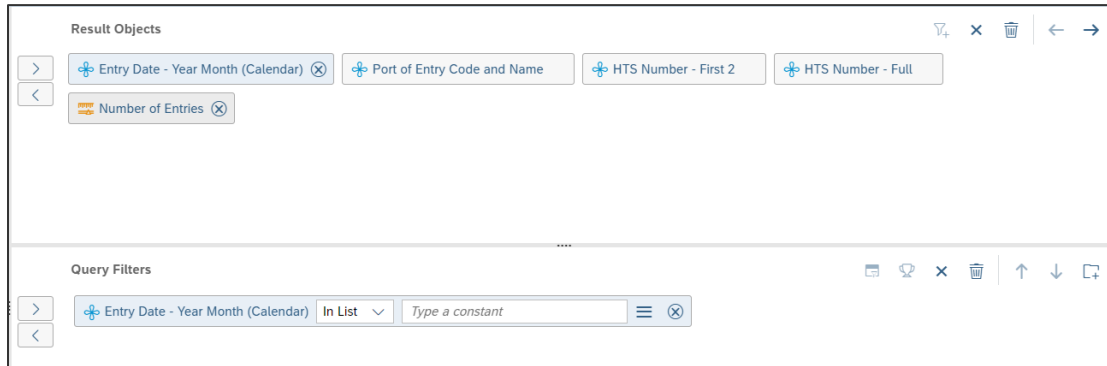 Result Objects
Entry Date - Year Month (Calendar) Port of Entry Code and Name HTS Number - First 2 HTS Number - Full
Number of Entries
Query Filters
Entry Date - Year Month (Calendar) In List Type a constant